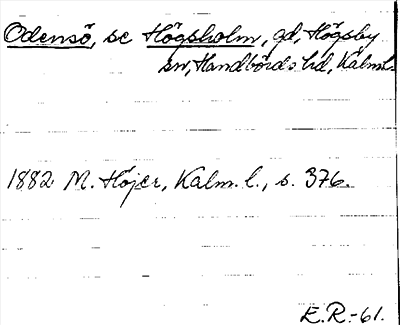 Odensö, se Högsholm, gd, Högsby
sn, Handbörds hd, Kalm.l.
1882 M. Höjer, Kalm. l., s. 376.
E.R.-61.